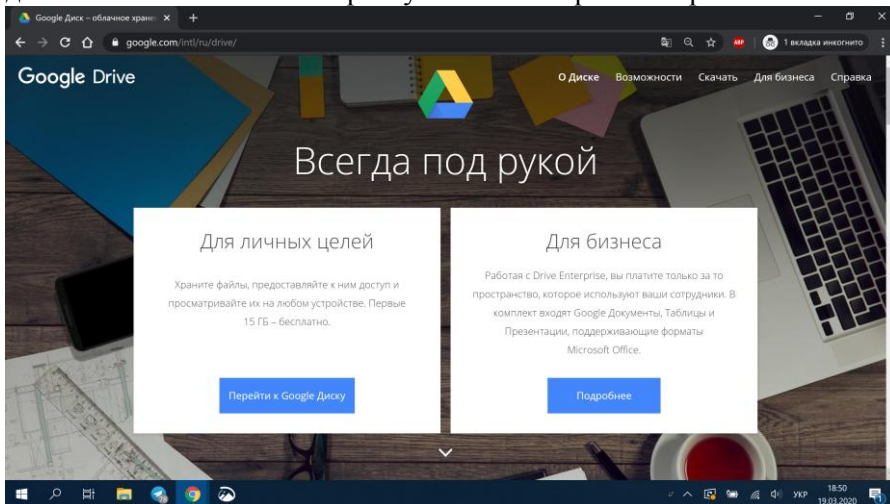 Google Диск – облачное хране
google.com/intl/ru/drive/
ABP
1 вкладка инкогнито
Google Drive
О Диске Возможности Скачать Для бизнеса Справка
Всегда под рукой
Для личных целей
Храните файлы, предоставляйте к ним доступ и
просматривайте их на любом устройстве. Первые
15 ГБ – бесплатно.
Перейти к Google Диску
Для бизнеса
Работая с Drive Enterprise, вы платите только за то
пространство, которое используют ваши сотрудники. В
комплект входят Google Документы, Таблицы и
Презентации, поддерживающие форматы
Microsoft Office.
Подробнее
УКР
18:50
19.03.2020